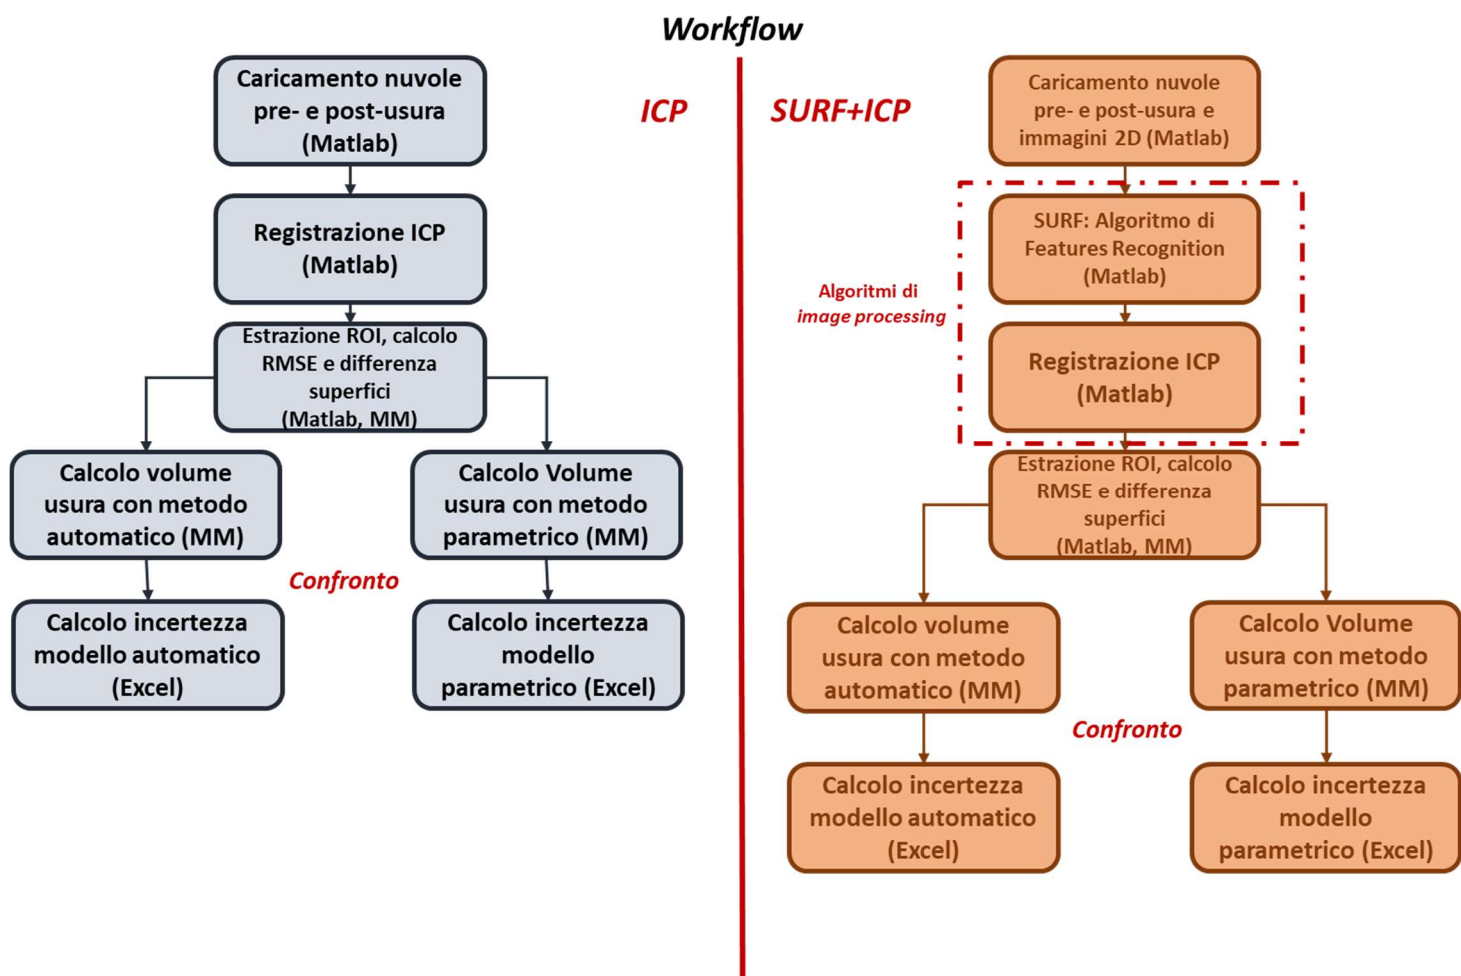 Workflow
ICP
Caricamento nuvole
pre- e post-usura
(Matlab)
Registrazione ICP
(Matlab)
Estrazione ROI, calcolo
RMSE e differenza
superfici
(Matlab, MM)
Calcolo volume
usura con metodo
automatico (MM)
Calcolo Volume
usura con metodo
parametrico (MM)
Confronto
Calcolo incertezza
modello automatico
(Excel)
Calcolo incertezza
modello
parametrico (Excel)
SURF+ICP
Caricamento nuvole
pre- e post-usura e
immagini 2D (Matlab)
SURF: Algoritmo di
Features Recognition
(Matlab)
Algoritmi di
image processing
Registrazione ICP
(Matlab)
Estrazione ROI, calcolo
RMSE e differenza
superfici
(Matlab, MM)
Calcolo volume
usura con metodo
automatico (MM)
Calcolo Volume
usura con metodo
parametrico (MM)
Confronto
Calcolo incertezza
modello automatico
(Excel)
Calcolo incertezza
modello
parametrico (Excel)